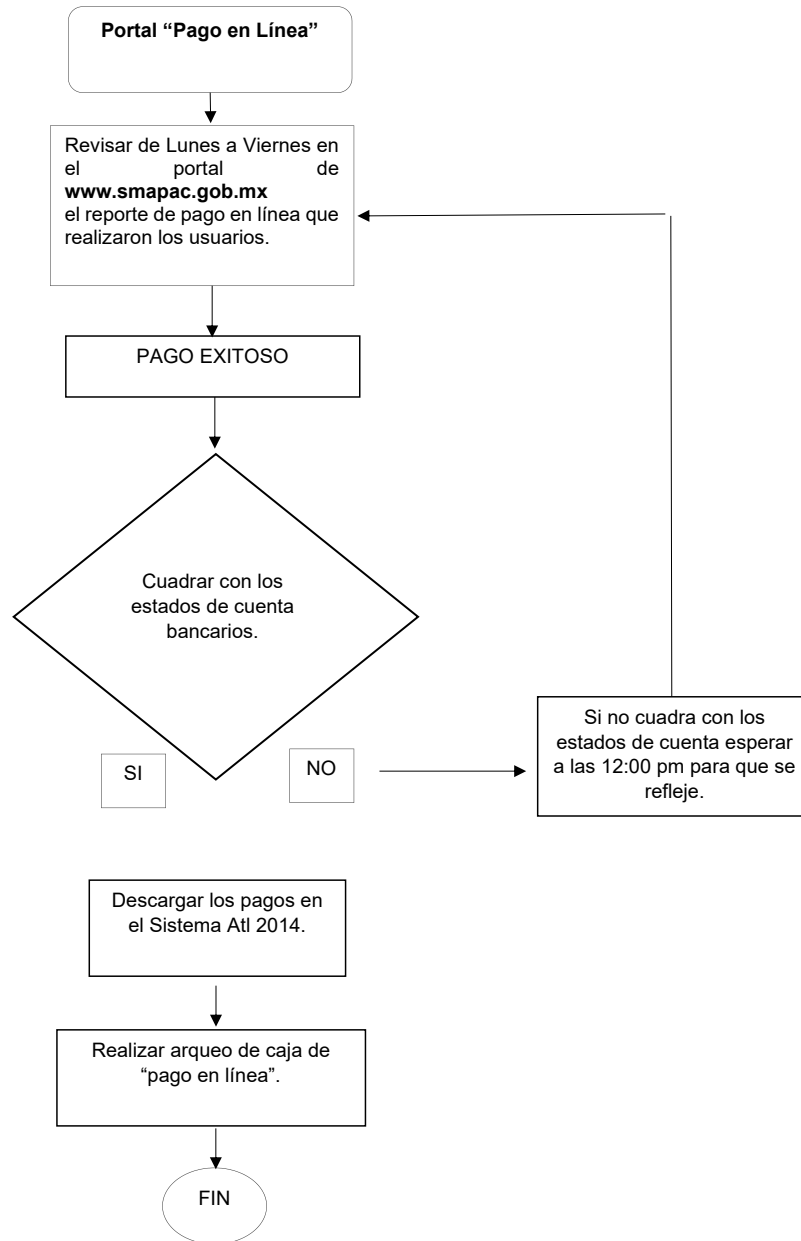 Portal “Pago en Línea”
Revisar de Lunes a Viernes en
el portal de
www.smapac.gob.mx
el reporte de pago en línea que
realizaron los usuarios.
PAGO EXITOSO
Cuadrar con los
estados de cuenta
bancarios.
SI
NO
Si no cuadra con los
estados de cuenta esperar
a las 12:00 pm para que se
refleje.
Descargar los pagos en
el Sistema Atl 2014.
Realizar arqueo de caja de
“pago en línea”.
FIN